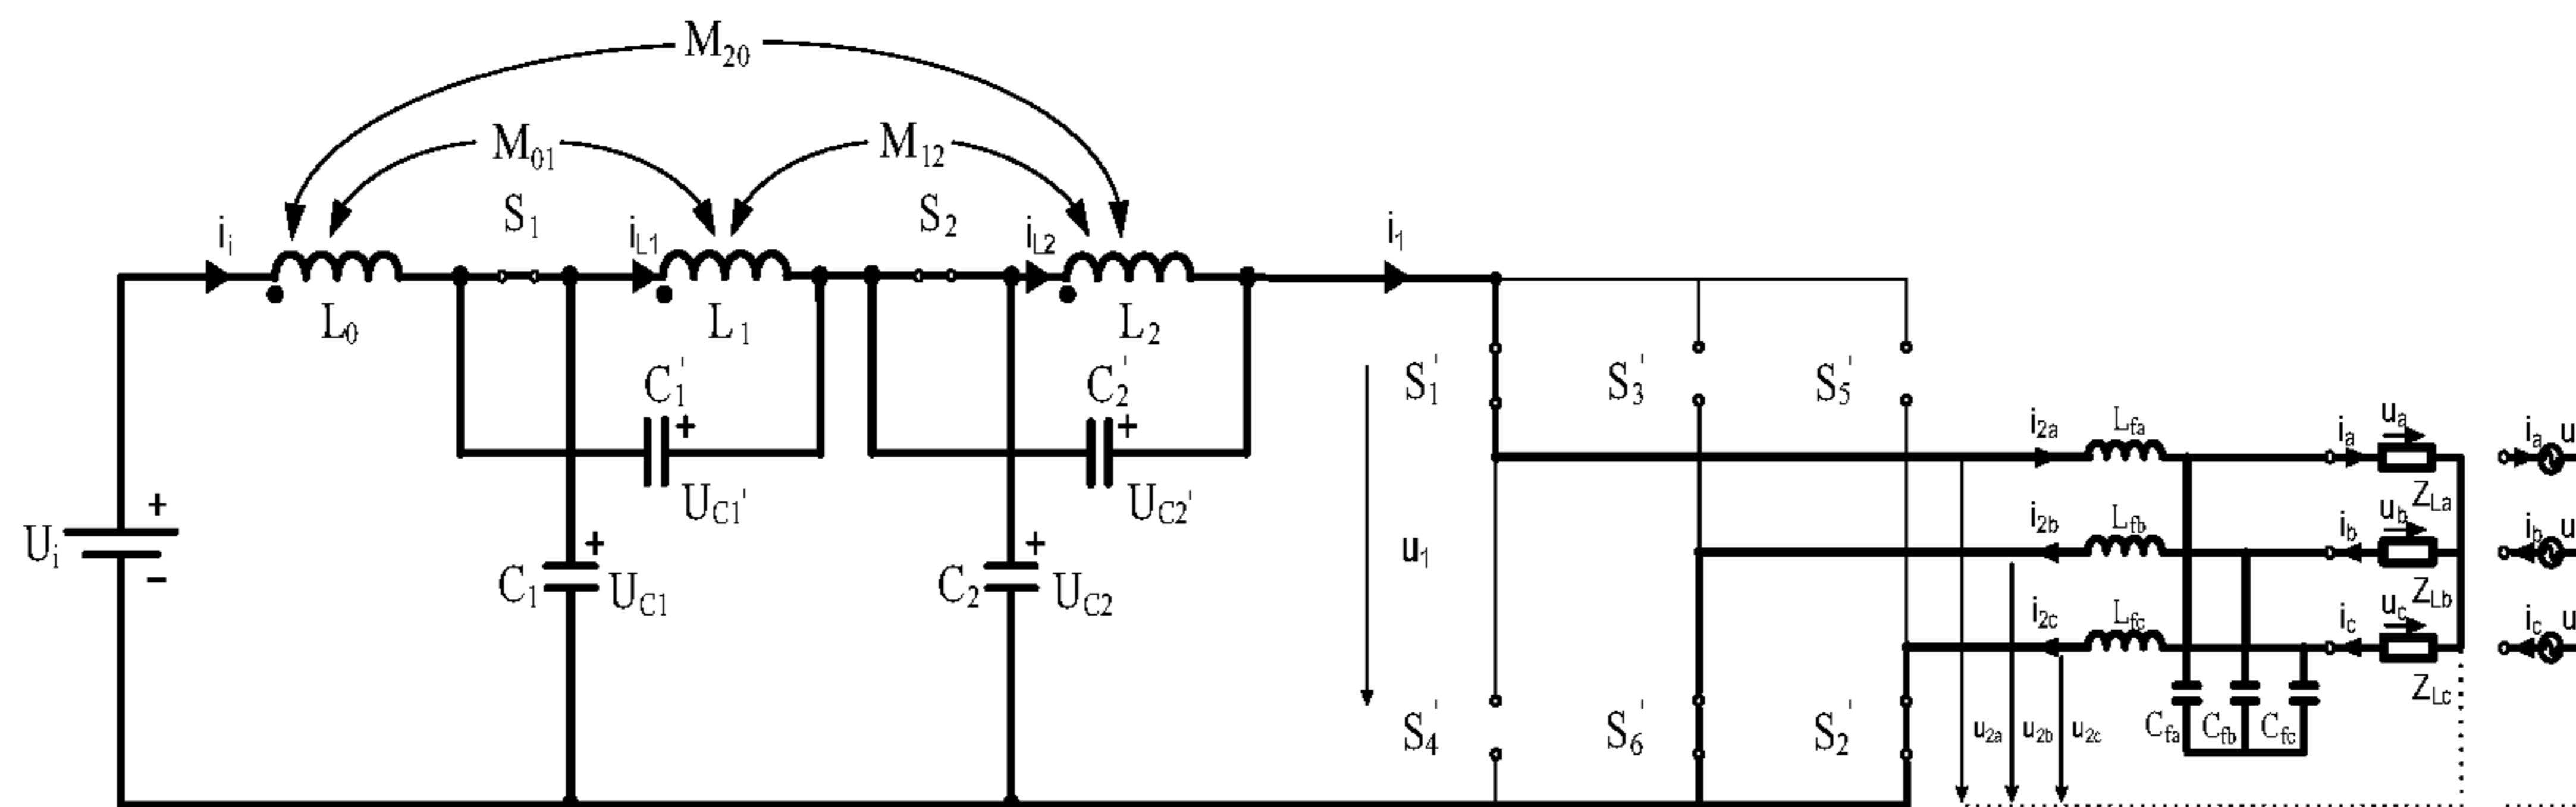 M20
M01
M12
S1
S2
ii
iL1
iL2
i1
L0
L1
L2
C1'
C2'
+
+
UC1'
UC2'
S1'
S3'
S5'
i2a
Lfa
ia
ua
ia
u
ZLa
Ui
+
−
C1
+
UC1
C2
+
UC2
u1
i2b
Lfb
ib
ub
ib
u
ZLb
i2c
Lfc
ic
uc
ic
u
ZLc
S4'
S6'
S2'
u2a
u2b
u2c
Cfa
Cfb
Cfc